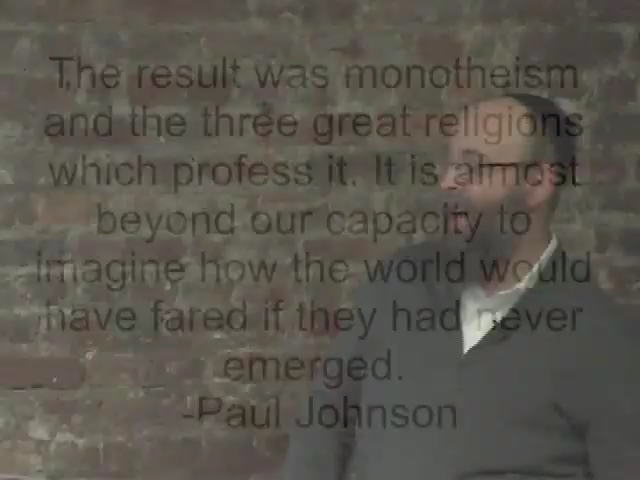 The result was monotheism
and the three great religions
which profess it. It is almost
beyond our capacity to
imagine how the world would
have fared if they had never
emerged.
-Paul Johnson